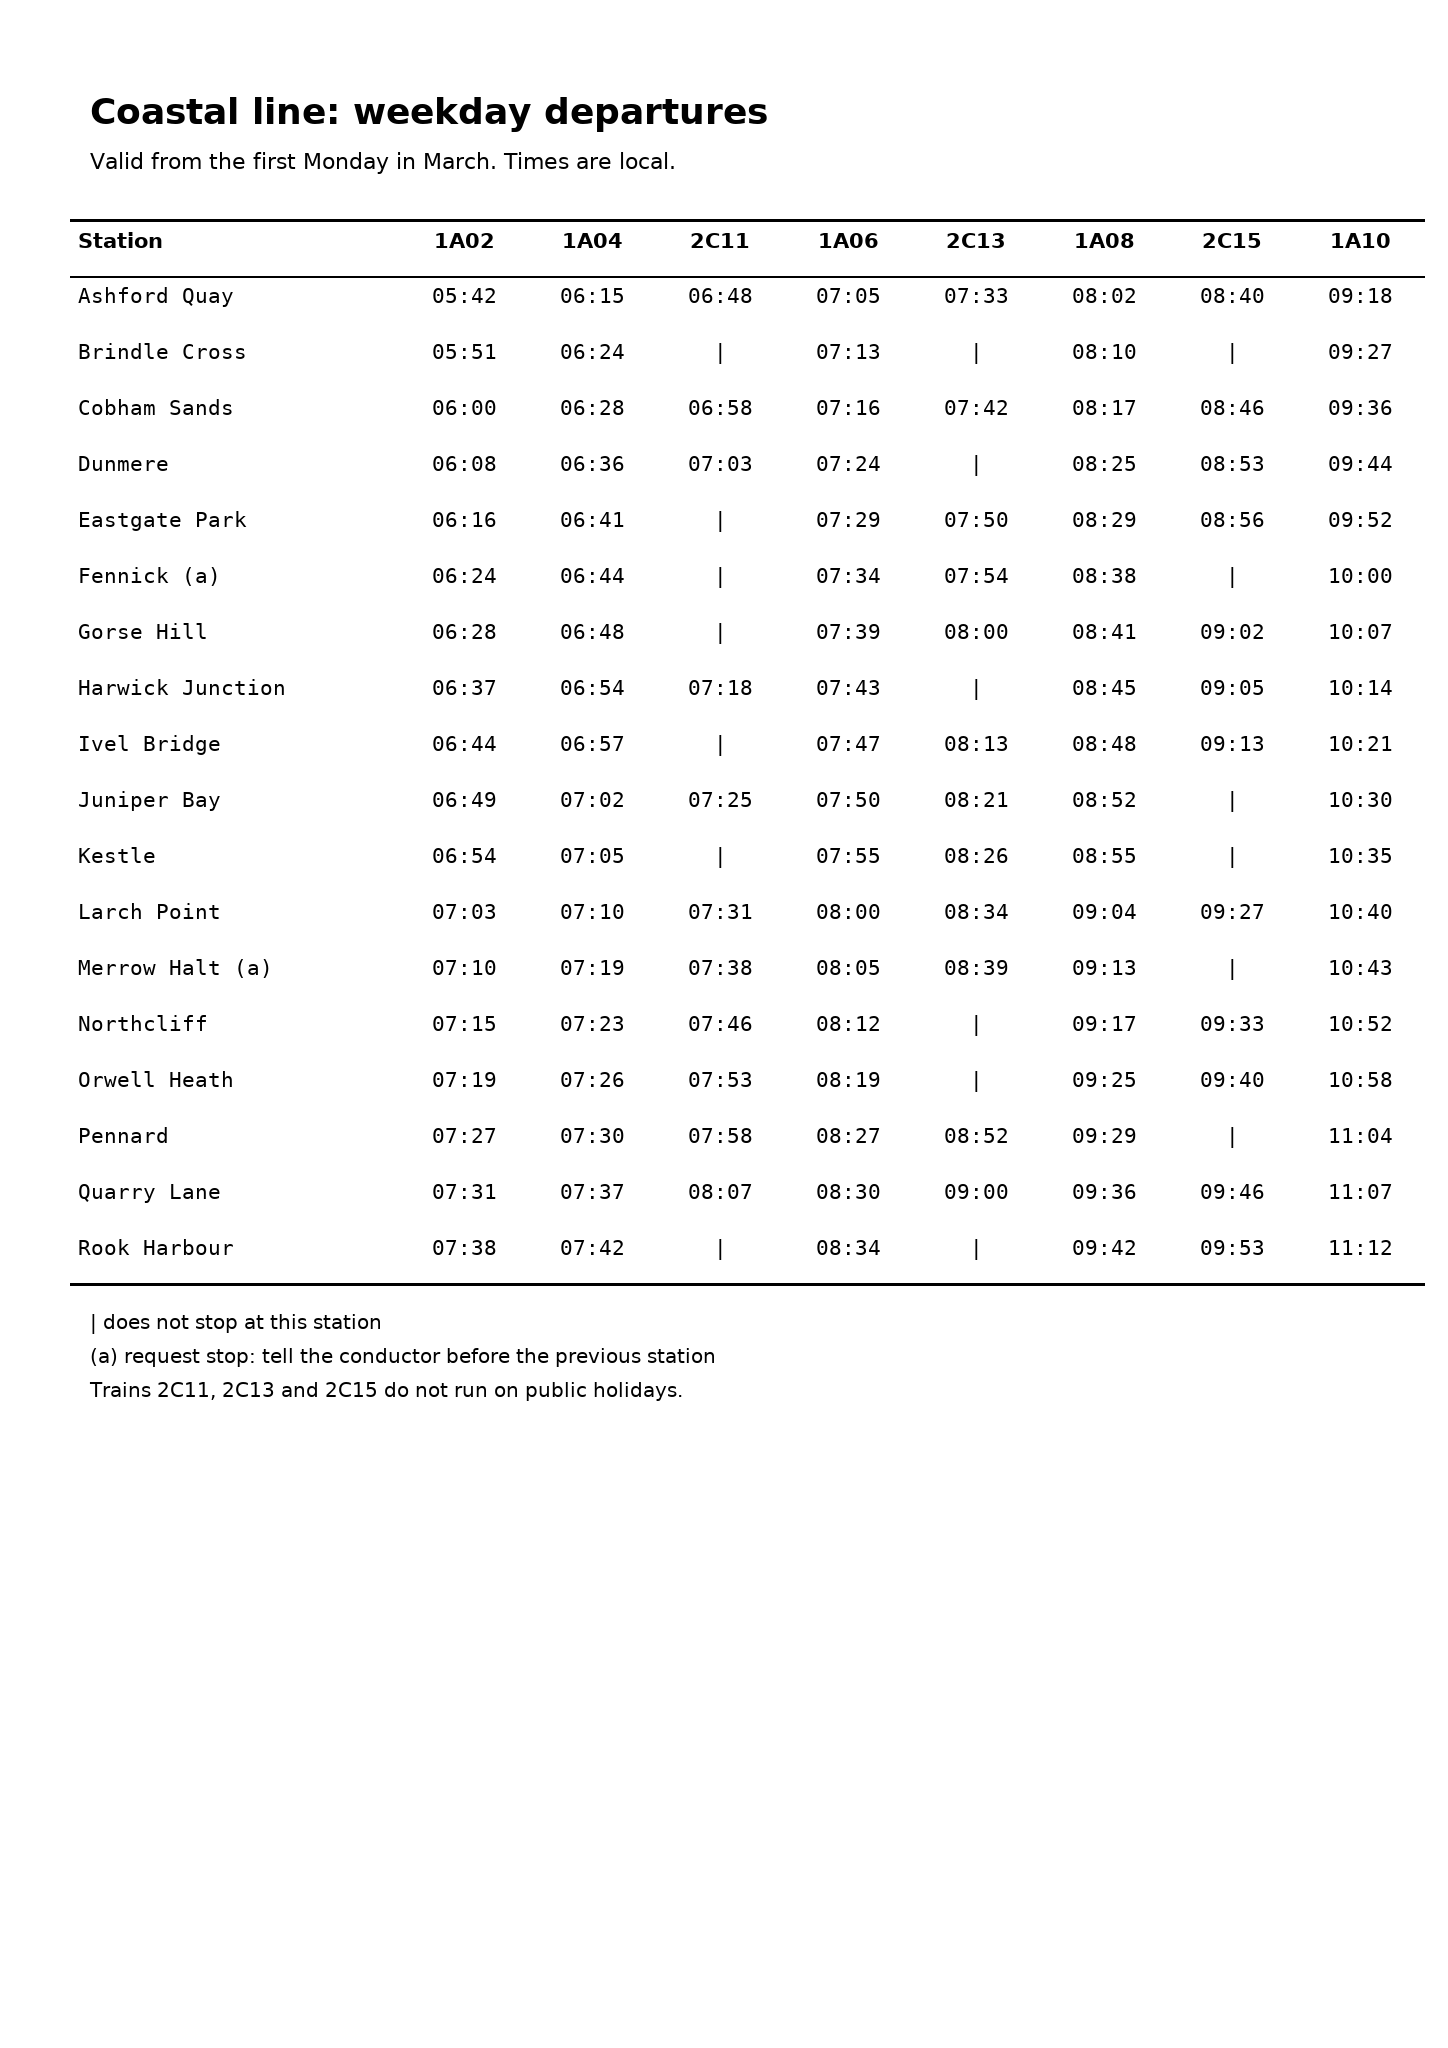 Coastal line: weekday departures
Valid from the first Monday in March. Times are local.
Station 1A02 1A04 2C11 1A06 2C13 1A08 2C15 1A10
Ashford Quay 05:42 06:15 06:48 07:05 07:33 08:02 08:40 09:18
Brindle Cross 05:51 06:24 | 07:13 | 08:10 | 09:27
Cobham Sands 06:00 06:28 06:58 07:16 07:42 08:17 08:46 09:36
Dunmere 06:08 06:36 07:03 07:24 | 08:25 08:53 09:44
Eastgate Park 06:16 06:41 | 07:29 07:50 08:29 08:56 09:52
Fennick (a) 06:24 06:44 | 07:34 07:54 08:38 | 10:00
Gorse Hill 06:28 06:48 | 07:39 08:00 08:41 09:02 10:07
Harwick Junction 06:37 06:54 07:18 07:43 | 08:45 09:05 10:14
Ivel Bridge 06:44 06:57 | 07:47 08:13 08:48 09:13 10:21
Juniper Bay 06:49 07:02 07:25 07:50 08:21 08:52 | 10:30
Kestle 06:54 07:05 | 07:55 08:26 08:55 | 10:35
Larch Point 07:03 07:10 07:31 08:00 08:34 09:04 09:27 10:40
Merrow Halt (a) 07:10 07:19 07:38 08:05 08:39 09:13 | 10:43
Northcliff 07:15 07:23 07:46 08:12 | 09:17 09:33 10:52
Orwell Heath 07:19 07:26 07:53 08:19 | 09:25 09:40 10:58
Pennard 07:27 07:30 07:58 08:27 08:52 09:29 | 11:04
Quarry Lane 07:31 07:37 08:07 08:30 09:00 09:36 09:46 11:07
Rook Harbour 07:38 07:42 | 08:34 | 09:42 09:53 11:12
| does not stop at this station
(a) request stop: tell the conductor before the previous station
Trains 2C11, 2C13 and 2C15 do not run on public holidays.